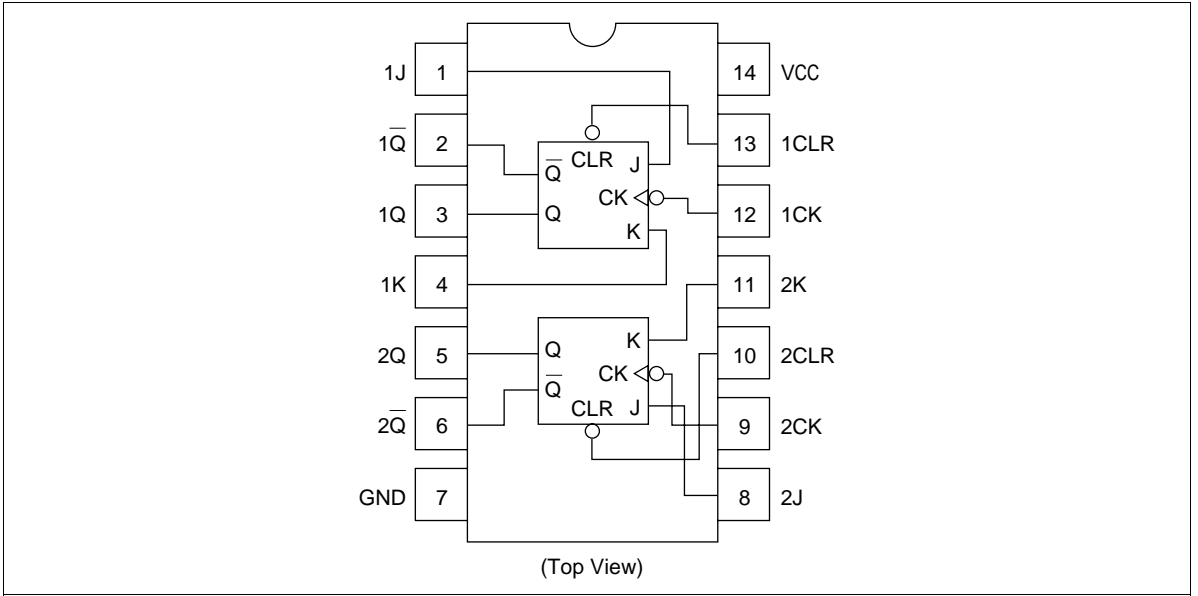 1J 1
14 VCC
1Q̅ 2
13 1CLR
Q̅ CLR J
CK
1Q 3
Q
12 1CK
K
1K 4
11 2K
K
2Q 5
Q
10 2CLR
CK
Q̅
CLR J
2Q̅ 6
9 2CK
GND 7
8 2J
(Top View)